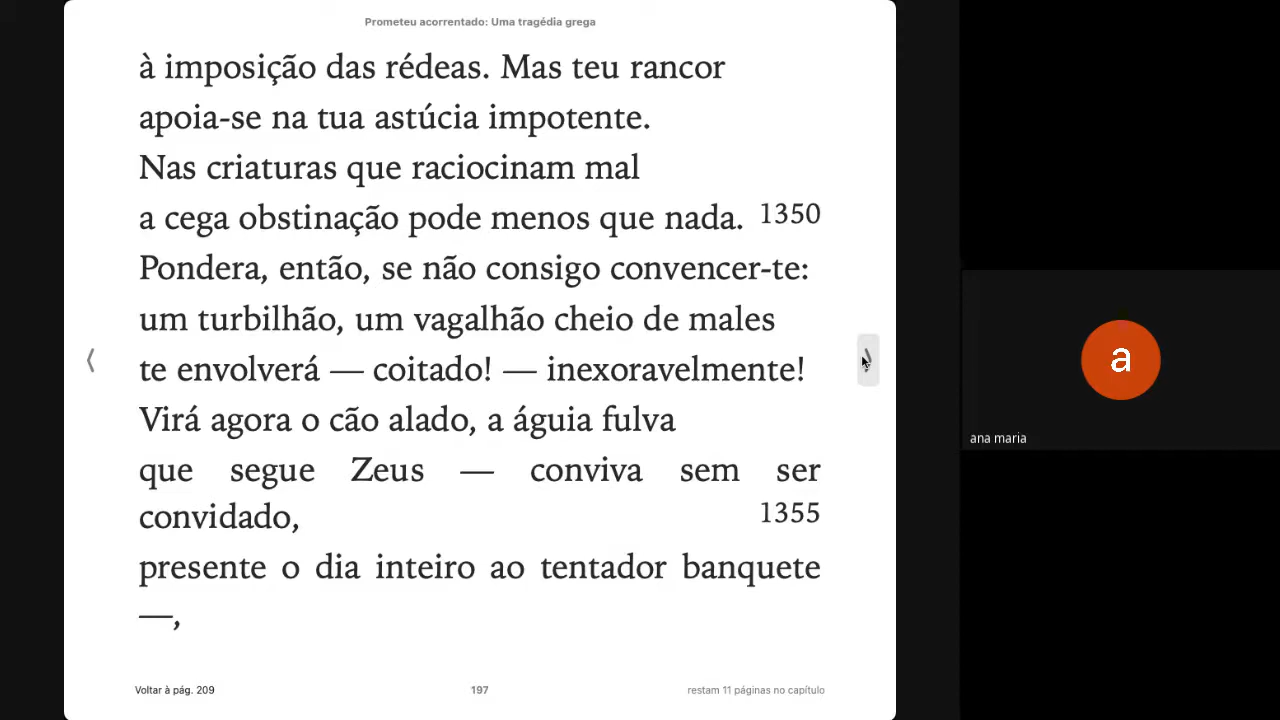 Prometeu acorrentado: Uma tragédia grega
à imposição das rédeas. Mas teu rancor
apoia-se na tua astúcia impotente.
Nas criaturas que raciocinam mal
a cega obstinação pode menos que nada. 1350
Pondera, então, se não consigo convencer-te:
um turbilhão, um vagalhão cheio de males
te envolverá — coitado! — inexoravelmente!
Virá agora o cão alado, a águia fulva
que segue Zeus — conviva sem ser
convidado, 1355
presente o dia inteiro ao tentador banquete
—,
Voltar à pág. 209 197 restam 11 páginas no capítulo
a
ana maria